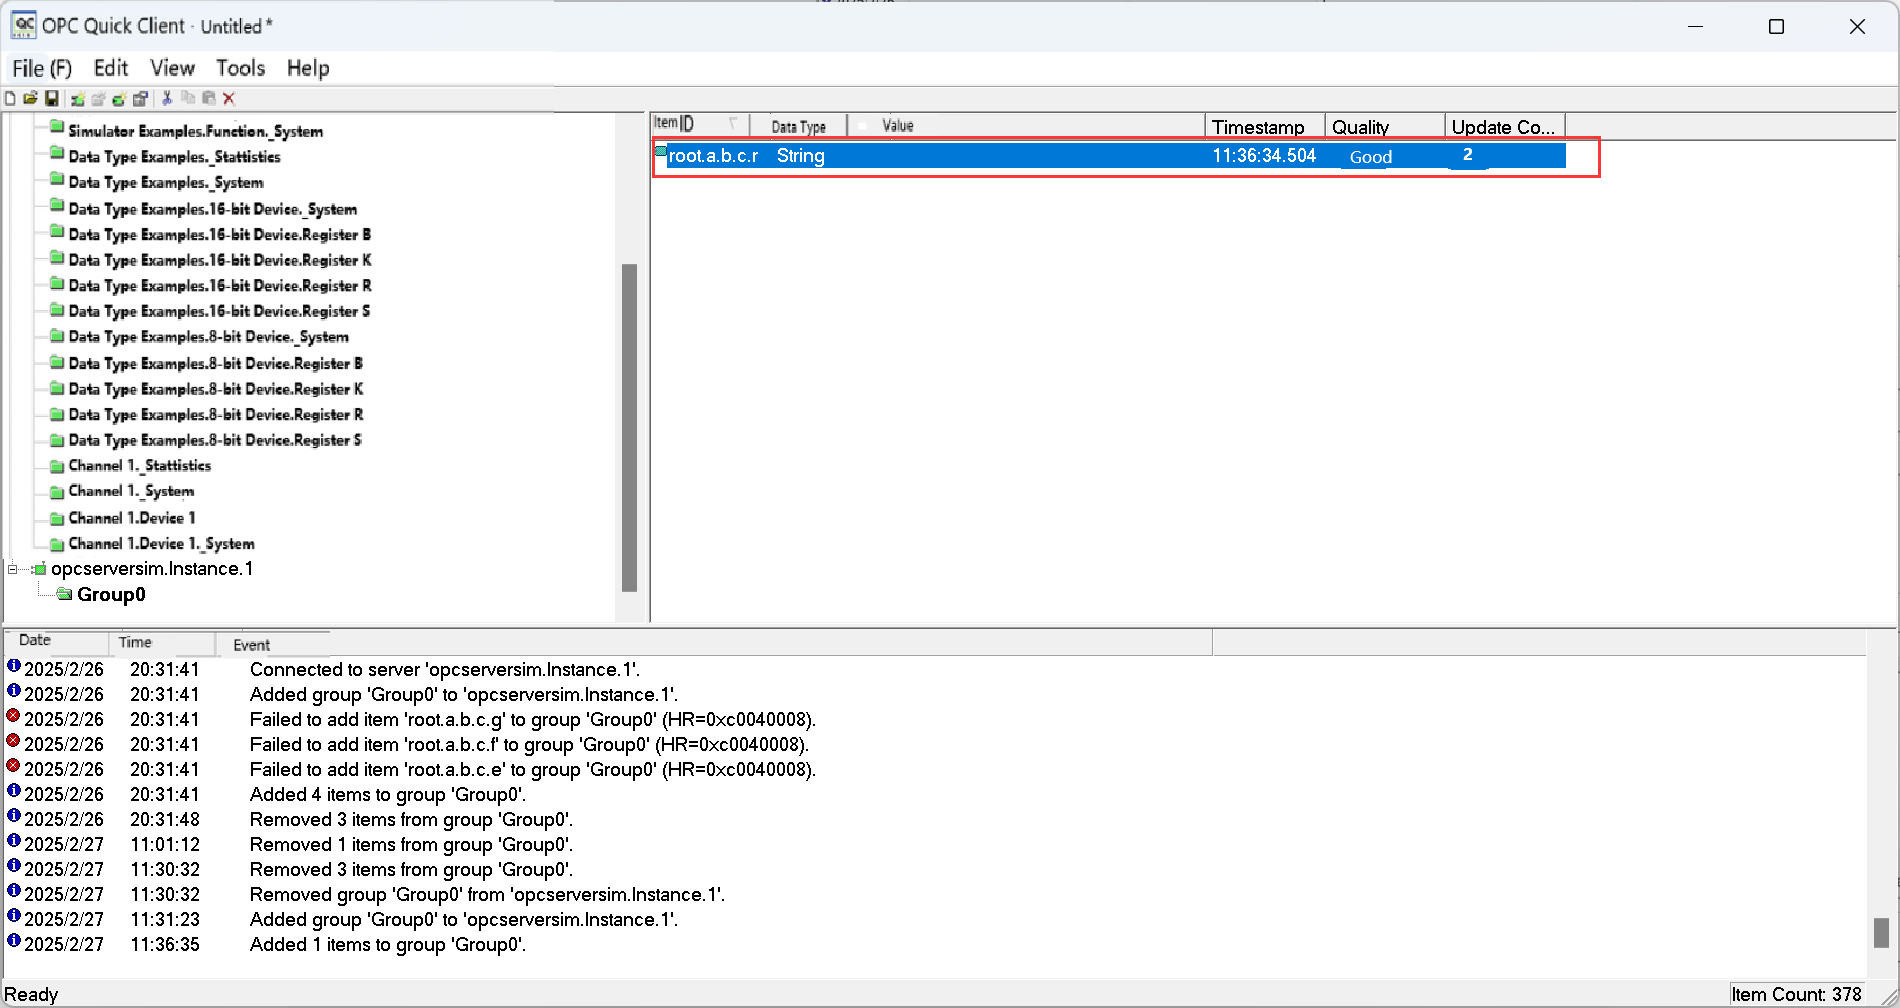 OPC Quick Client - Untitled *
File (F) Edit View Tools Help
Simulator Examples.Function._System
Data Type Examples._Stattistics
Data Type Examples._System
Data Type Examples.16-bit Device._System
Data Type Examples.16-bit Device.Register B
Data Type Examples.16-bit Device.Register K
Data Type Examples.16-bit Device.Register R
Data Type Examples.16-bit Device.Register S
Data Type Examples.8-bit Device._System
Data Type Examples.8-bit Device.Register B
Data Type Examples.8-bit Device.Register K
Data Type Examples.8-bit Device.Register R
Data Type Examples.8-bit Device.Register S
Channel 1._Stattistics
Channel 1._System
Channel 1.Device 1
Channel 1.Device 1._System
opcserversim.Instance.1
Group0
Item ID Data Type Value Timestamp Quality Update Co...
root.a.b.c.r String 11:36:34.504 Good 2
Date Time Event
2025/2/26 20:31:41 Connected to server 'opcserversim.Instance.1'.
2025/2/26 20:31:41 Added group 'Group0' to 'opcserversim.Instance.1'.
2025/2/26 20:31:41 Failed to add item 'root.a.b.c.g' to group 'Group0' (HR=0xc0040008).
2025/2/26 20:31:41 Failed to add item 'root.a.b.c.f' to group 'Group0' (HR=0xc0040008).
2025/2/26 20:31:41 Failed to add item 'root.a.b.c.e' to group 'Group0' (HR=0xc0040008).
2025/2/26 20:31:41 Added 4 items to group 'Group0'.
2025/2/26 20:31:48 Removed 3 items from group 'Group0'.
2025/2/27 11:01:12 Removed 1 items from group 'Group0'.
2025/2/27 11:30:32 Removed 3 items from group 'Group0'.
2025/2/27 11:30:32 Removed group 'Group0' from 'opcserversim.Instance.1'.
2025/2/27 11:31:23 Added group 'Group0' to 'opcserversim.Instance.1'.
2025/2/27 11:36:35 Added 1 items to group 'Group0'.
Ready Item Count: 378